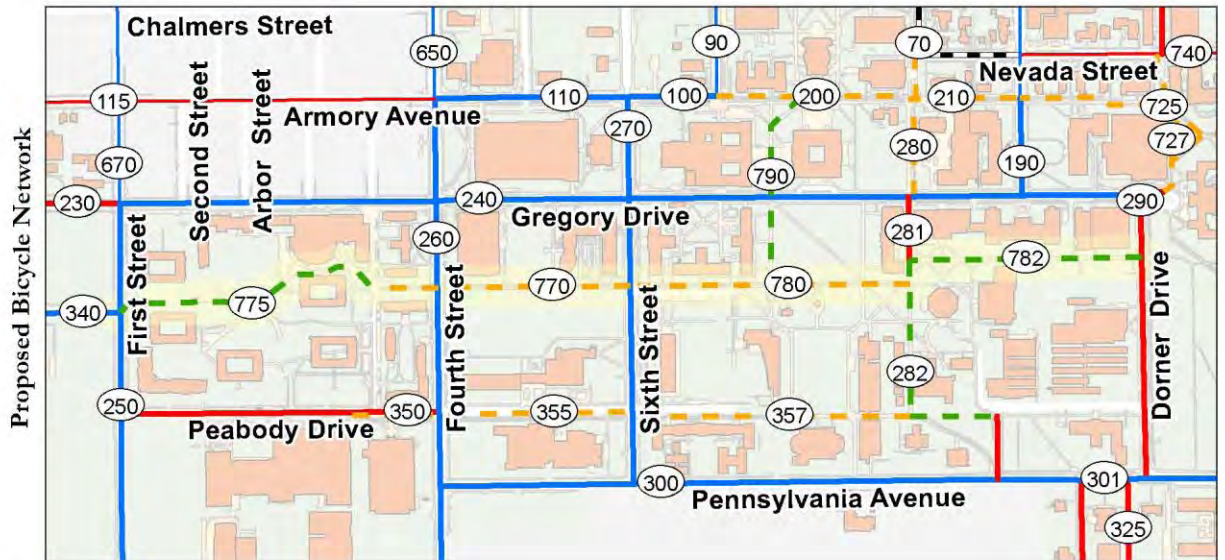 Proposed Bicycle Network
Chalmers Street
650
90
70
740
Nevada Street
115
110
100
200
210
725
Second Street
Arbor Street
Armory Avenue
270
727
670
280
190
790
230
240
290
Gregory Drive
260
281
782
770
780
775
340
First Street
Fourth Street
Sixth Street
Dorner Drive
282
250
350
355
357
Peabody Drive
300
301
Pennsylvania Avenue
325